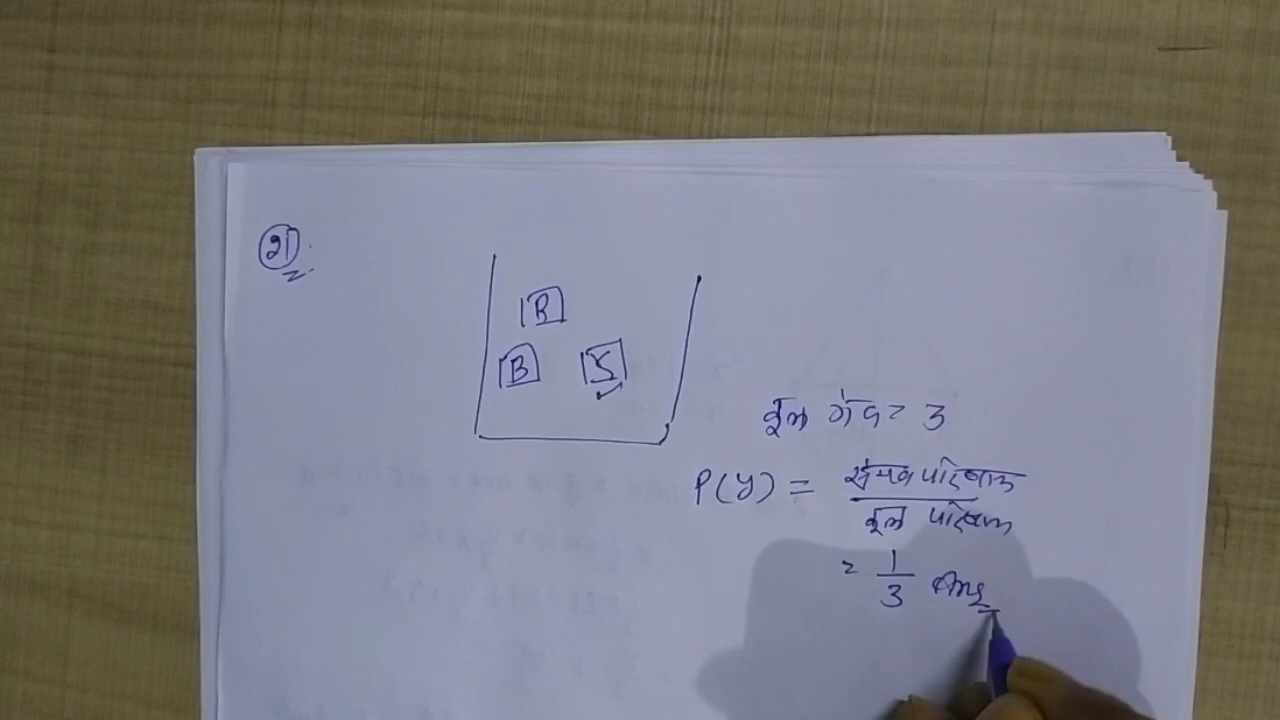 21
R
B Y
कुल गेंद = 3
P(y) = संभव परिणाम
कुल परिणाम
= 1/3 Ans